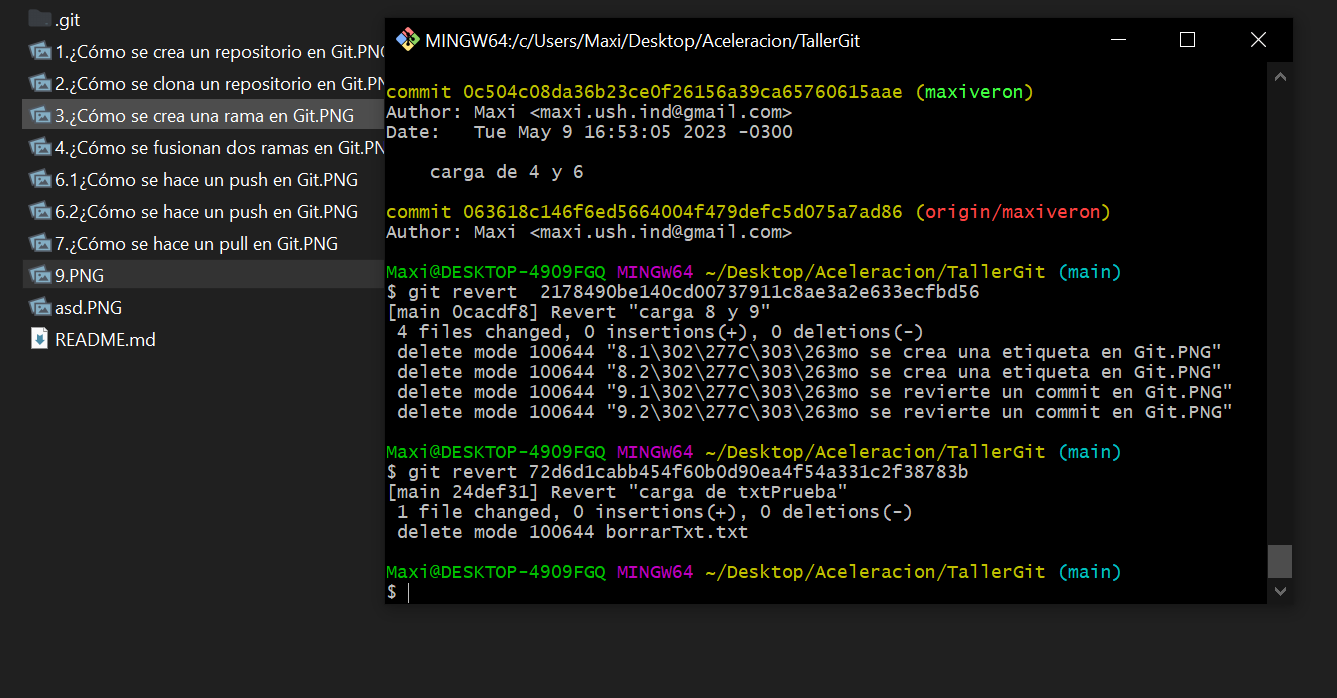 .git
1.¿Cómo se crea un repositorio en Git.PNG
2.¿Cómo se clona un repositorio en Git.PN
3.¿Cómo se crea una rama en Git.PNG
4.¿Cómo se fusionan dos ramas en Git.PN
6.1¿Cómo se hace un push en Git.PNG
6.2¿Cómo se hace un push en Git.PNG
7.¿Cómo se hace un pull en Git.PNG
9.PNG
asd.PNG
README.md
MINGW64:/c/Users/Maxi/Desktop/Aceleracion/TallerGit
commit 0c504c08da36b23ce0f26156a39ca65760615aae (maxiveron)
Author: Maxi <maxi.ush.ind@gmail.com>
Date:   Tue May 9 16:53:05 2023 -0300
    carga de 4 y 6
commit 063618c146f6ed5664004f479defc5d075a7ad86 (origin/maxiveron)
Author: Maxi <maxi.ush.ind@gmail.com>
Maxi@DESKTOP-4909FGQ MINGW64 ~/Desktop/Aceleracion/TallerGit (main)
$ git revert  2178490be140cd00737911c8ae3a2e633ecfbd56
[main 0cacdf8] Revert "carga 8 y 9"
 4 files changed, 0 insertions(+), 0 deletions(-)
 delete mode 100644 "8.1\302\277C\303\263mo se crea una etiqueta en Git.PNG"
 delete mode 100644 "8.2\302\277C\303\263mo se crea una etiqueta en Git.PNG"
 delete mode 100644 "9.1\302\277C\303\263mo se revierte un commit en Git.PNG"
 delete mode 100644 "9.2\302\277C\303\263mo se revierte un commit en Git.PNG"
Maxi@DESKTOP-4909FGQ MINGW64 ~/Desktop/Aceleracion/TallerGit (main)
$ git revert 72d6d1cabb454f60b0d90ea4f54a331c2f38783b
[main 24def31] Revert "carga de txtPrueba"
 1 file changed, 0 insertions(+), 0 deletions(-)
 delete mode 100644 borrarTxt.txt
Maxi@DESKTOP-4909FGQ MINGW64 ~/Desktop/Aceleracion/TallerGit (main)
$